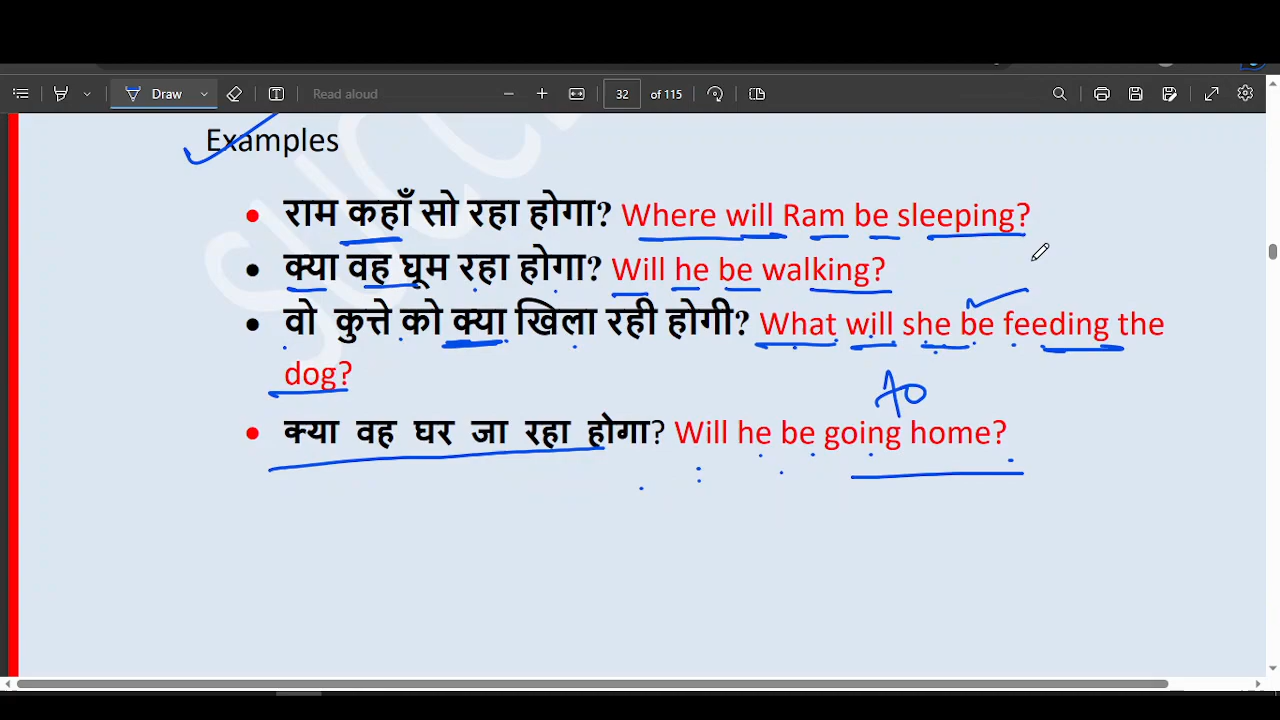 Draw
Read aloud
32 of 115
Examples
राम कहाँ सो रहा होगा? Where will Ram be sleeping?
क्या वह घूम रहा होगा? Will he be walking?
वो कुत्ते को क्या खिला रही होगी? What will she be feeding the
dog?
to
क्या वह घर जा रहा होगा? Will he be going home?